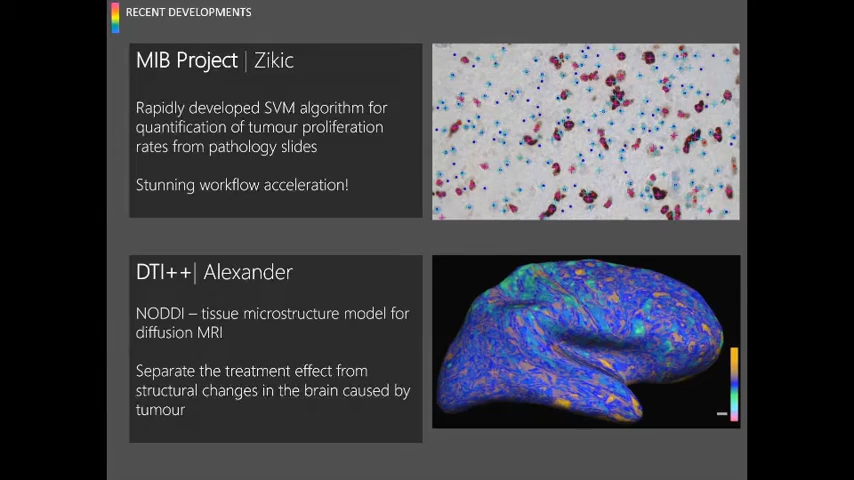 RECENT DEVELOPMENTS
MIB Project | Zikic
Rapidly developed SVM algorithm for
quantification of tumour proliferation
rates from pathology slides
Stunning workflow acceleration!
DTI++| Alexander
NODDI – tissue microstructure model for
diffusion MRI
Separate the treatment effect from
structural changes in the brain caused by
tumour